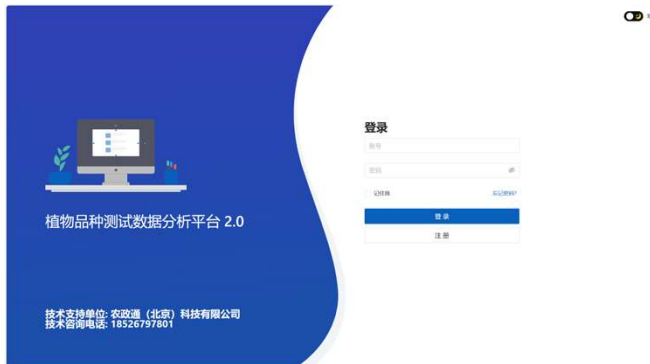 登录
账号
密码
记住我
忘记密码?
登 录
注 册
植物品种测试数据分析平台 2.0
技术支持单位: 农政通（北京）科技有限公司
技术咨询电话: 18526797801